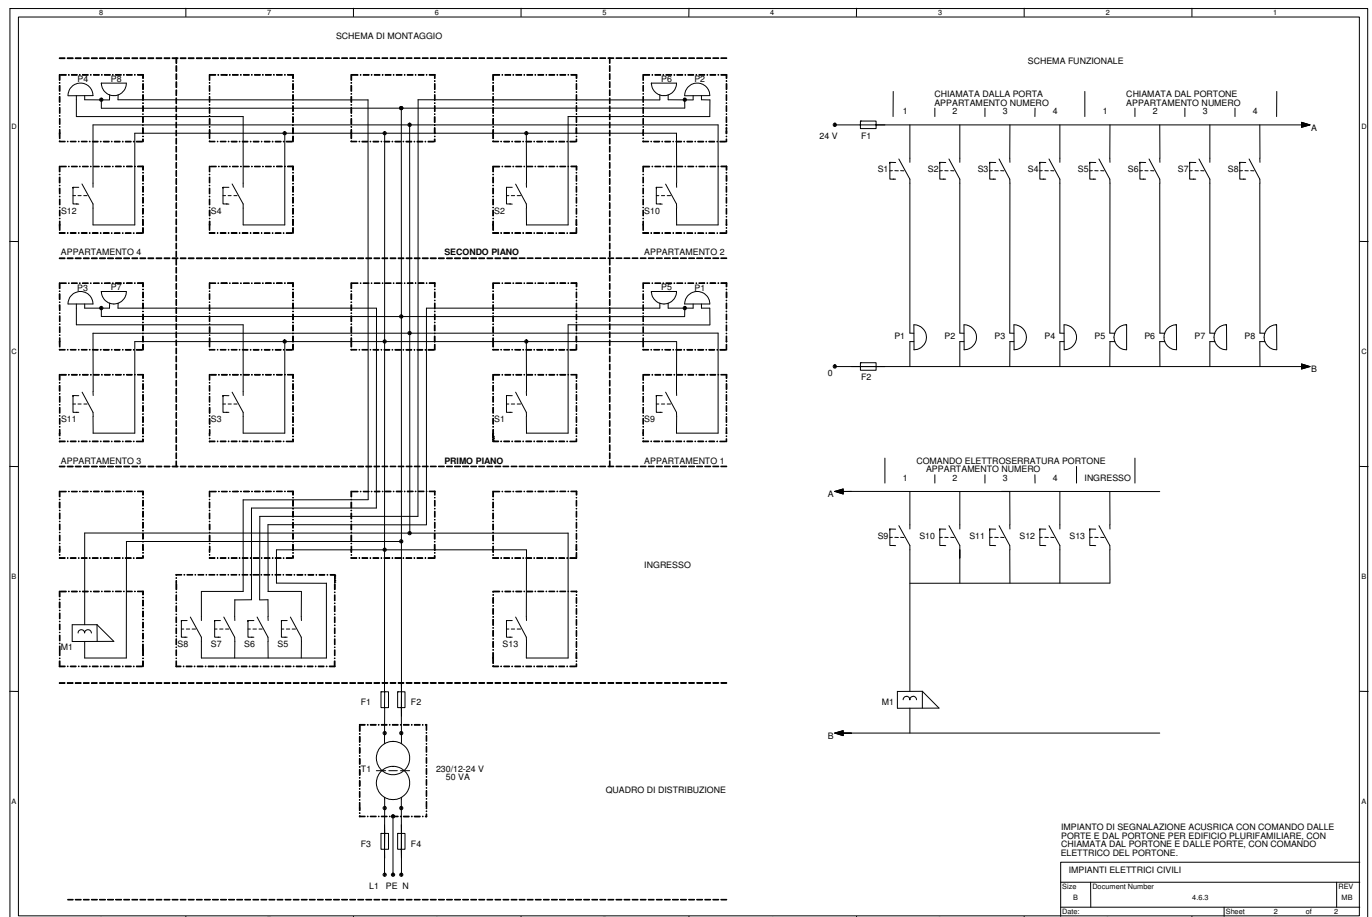 8 7 6 5 4 3 2 1
SCHEMA DI MONTAGGIO
SCHEMA FUNZIONALE
P4 P8 P6 P2
S12 S4 S2 S10
APPARTAMENTO 4 SECONDO PIANO APPARTAMENTO 2
P3 P7 P5 P1
S11 S3 S1 S9
APPARTAMENTO 3 PRIMO PIANO APPARTAMENTO 1
INGRESSO
M1 S8 S7 S6 S5 S13
F1 F2
T1 230/12-24 V
50 VA
QUADRO DI DISTRIBUZIONE
F3 F4
L1 PE N
CHIAMATA DALLA PORTA CHIAMATA DAL PORTONE
APPARTAMENTO NUMERO APPARTAMENTO NUMERO
1 2 3 4 1 2 3 4
24 V F1 A
S1 S2 S3 S4 S5 S6 S7 S8
P1 P2 P3 P4 P5 P6 P7 P8
0 F2 B
COMANDO ELETTROSERRATURA PORTONE
APPARTAMENTO NUMERO
1 2 3 4 INGRESSO
A
S9 S10 S11 S12 S13
M1
B
D D
C C
B B
A A
IMPIANTO DI SEGNALAZIONE ACUSRICA CON COMANDO DALLE
PORTE E DAL PORTONE PER EDIFICIO PLURIFAMILIARE, CON
CHIAMATA DAL PORTONE E DALLE PORTE, CON COMANDO
ELETTRICO DEL PORTONE.
IMPIANTI ELETTRICI CIVILI
Size Document Number REV
B 4.6.3 MB
Date: Sheet 2 of 2